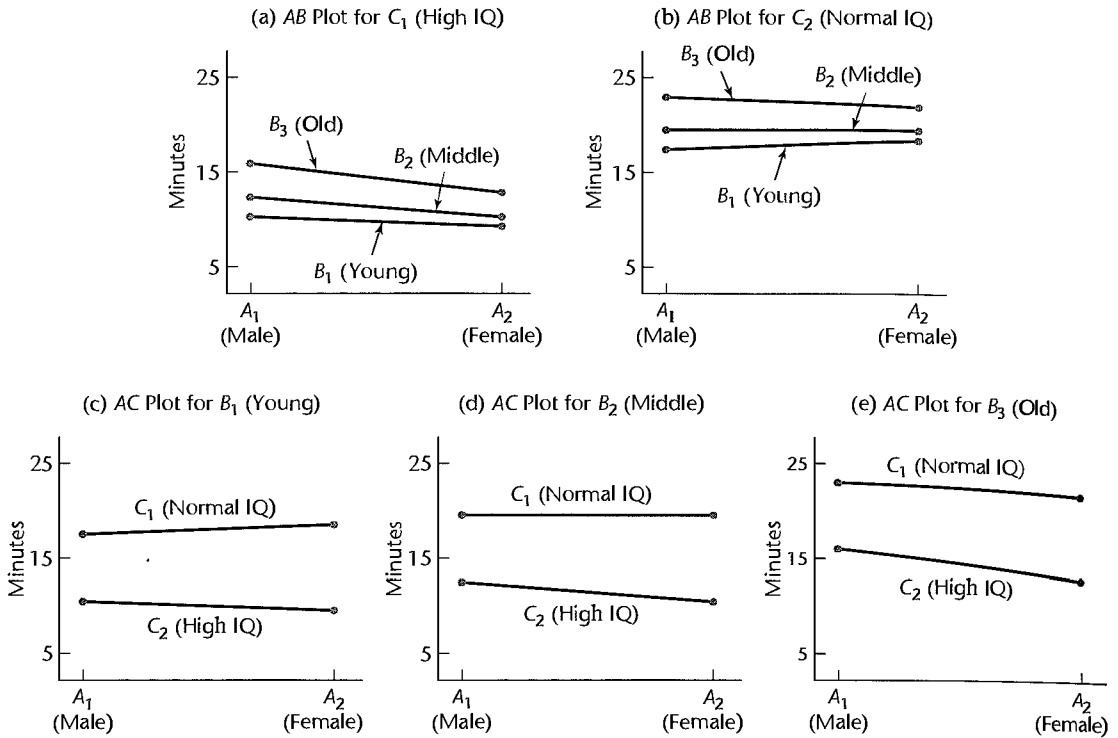 (a) AB Plot for C₁ (High IQ)
25
15
5
Minutes
B₃ (Old)
B₂ (Middle)
B₁ (Young)
A₁
(Male)
A₂
(Female)
(b) AB Plot for C₂ (Normal IQ)
25
15
5
Minutes
B₃ (Old)
B₂ (Middle)
B₁ (Young)
A₁
(Male)
A₂
(Female)
(c) AC Plot for B₁ (Young)
25
15
5
Minutes
C₁ (Normal IQ)
C₂ (High IQ)
A₁
(Male)
A₂
(Female)
(d) AC Plot for B₂ (Middle)
25
15
5
Minutes
C₁ (Normal IQ)
C₂ (High IQ)
A₁
(Male)
A₂
(Female)
(e) AC Plot for B₃ (Old)
25
15
5
Minutes
C₁ (Normal IQ)
C₂ (High IQ)
A₁
(Male)
A₂
(Female)